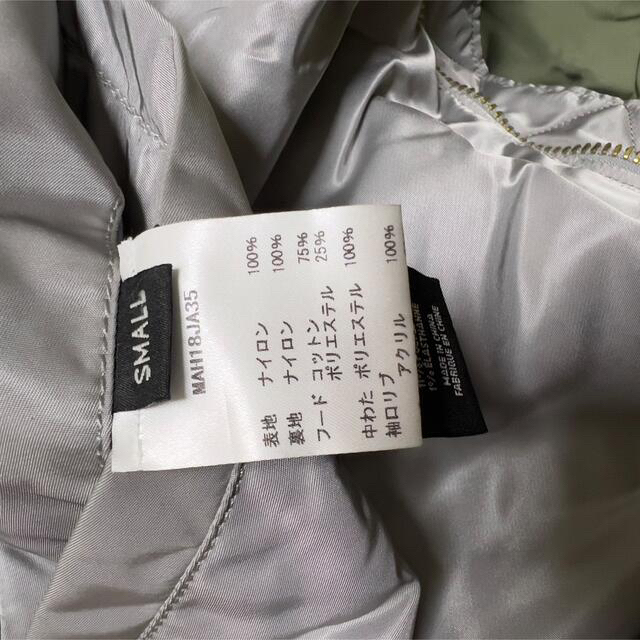 SMALL
MAH18JA35
表地 ナイロン 100%
裏地 ナイロン 100%
フード コットン 75%
ポリエステル 25%
中わた ポリエステル 100%
袖口リブ アクリル 100%
1% ELASTHANNE
MADE IN CHINA
FABRIQUE EN CHINE